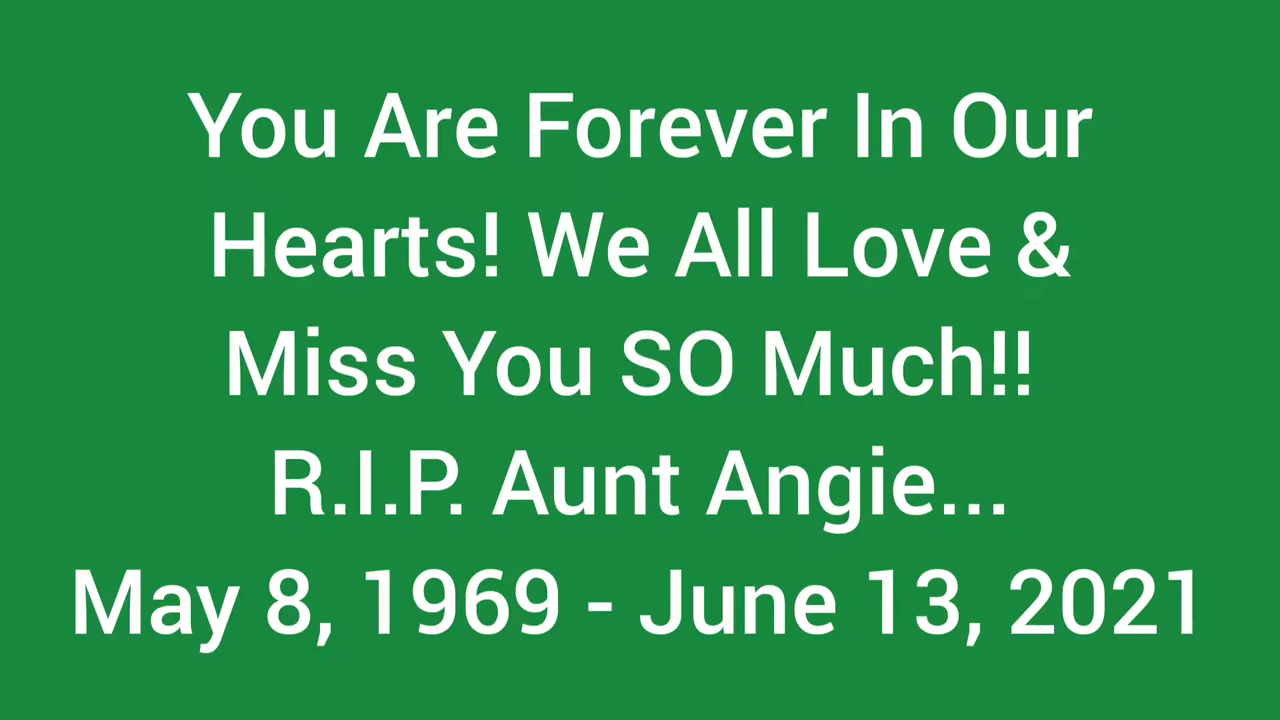 You Are Forever In Our
Hearts! We All Love &
Miss You SO Much!!
R.I.P. Aunt Angie...
May 8, 1969 - June 13, 2021